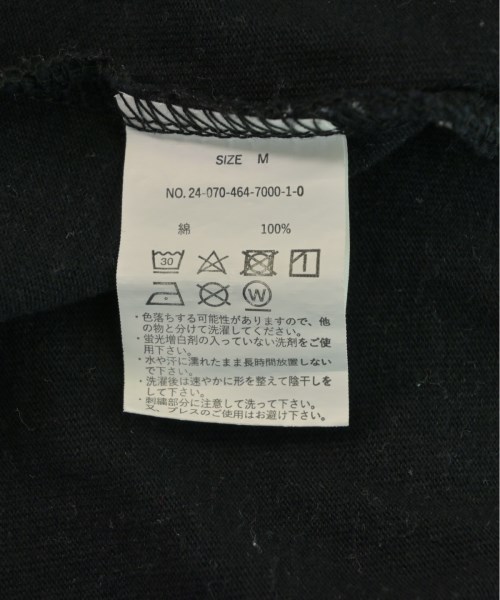 SIZE M
NO. 24-070-464-7000-1-0
綿 100%
30
W
・色落ちする可能性がありますので、他
の物と分けて洗濯してください。
・蛍光増白剤の入っていない洗剤をご使
用下さい。
・水や汗に濡れたまま長時間放置しない
で下さい。
・洗濯後は速やかに形を整えて陰干しを
して下さい。
・刺繍部分に注意して洗って下さい。
又、プレスのご使用はお避け下さい。